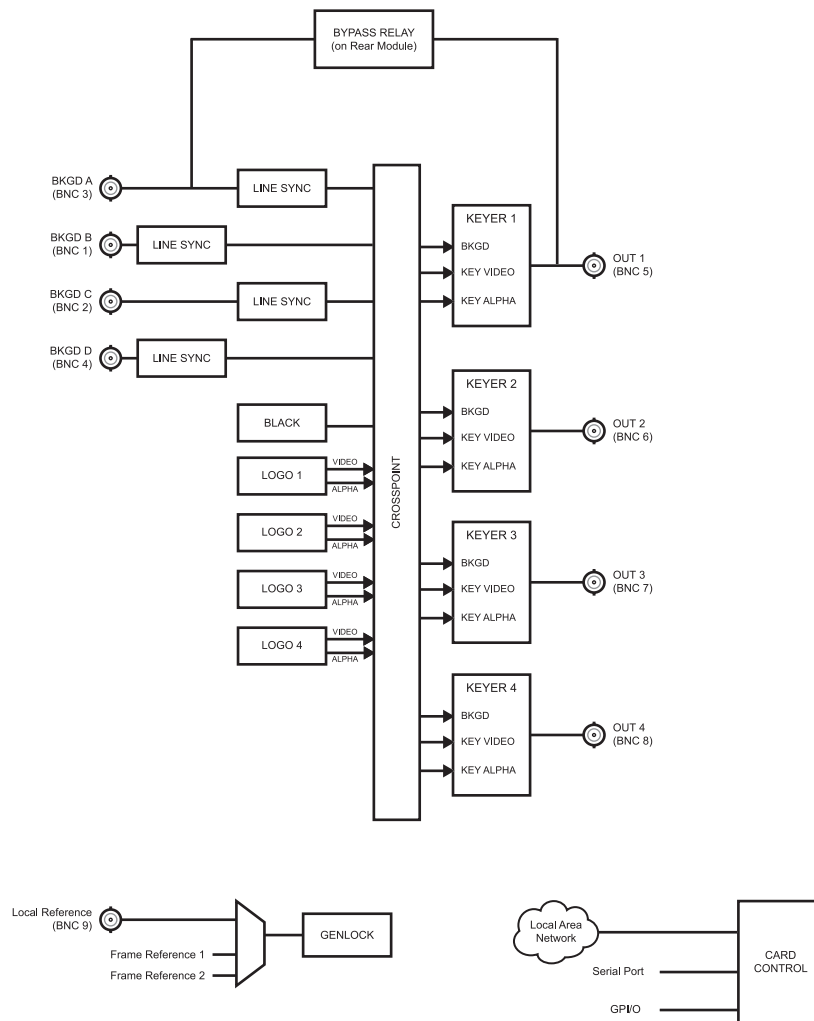 BYPASS RELAY
(on Rear Module)
BKGD A
(BNC 3)
LINE SYNC
BKGD B
(BNC 1)
LINE SYNC
BKGD C
(BNC 2)
LINE SYNC
BKGD D
(BNC 4)
LINE SYNC
BLACK
LOGO 1
VIDEO
ALPHA
LOGO 2
VIDEO
ALPHA
LOGO 3
VIDEO
ALPHA
LOGO 4
VIDEO
ALPHA
CROSSPOINT
KEYER 1
BKGD
KEY VIDEO
KEY ALPHA
OUT 1
(BNC 5)
KEYER 2
BKGD
KEY VIDEO
KEY ALPHA
OUT 2
(BNC 6)
KEYER 3
BKGD
KEY VIDEO
KEY ALPHA
OUT 3
(BNC 7)
KEYER 4
BKGD
KEY VIDEO
KEY ALPHA
OUT 4
(BNC 8)
Local Reference
(BNC 9)
Frame Reference 1
Frame Reference 2
GENLOCK
Local Area
Network
Serial Port
GPI/O
CARD
CONTROL